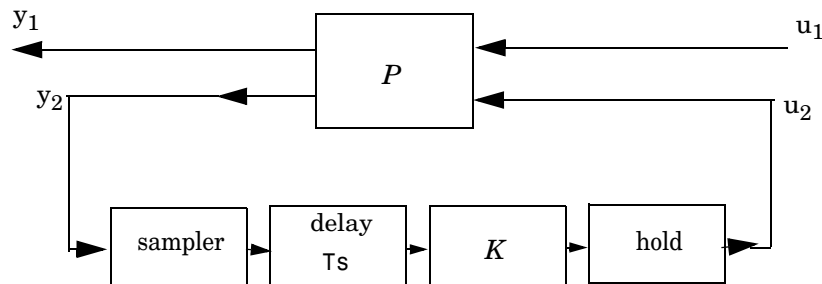 y₁
u₁
P
y₂
u₂
sampler
delay
Ts
K
hold